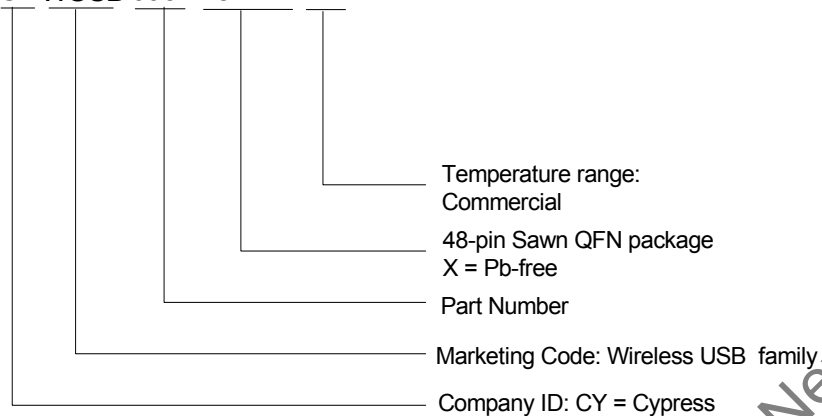 Temperature range:
Commercial
48-pin Sawn QFN package
X = Pb-free
Part Number
Marketing Code: Wireless USB family
Company ID: CY = Cypress